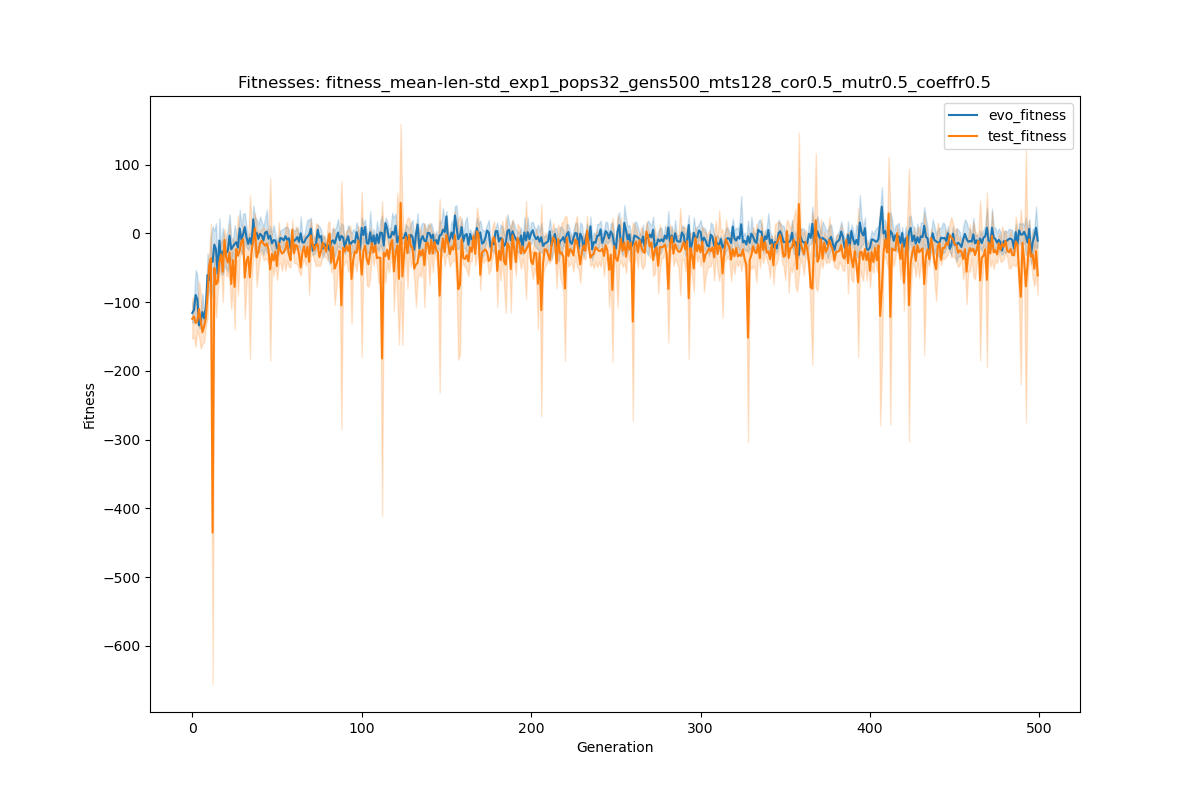 Fitnesses: fitness_mean-len-std_exp1_pops32_gens500_mts128_cor0.5_mutr0.5_coeffr0.5
evo_fitness
test_fitness
100
0
−100
−200
−300
−400
−500
−600
Fitness
0 100 200 300 400 500
Generation